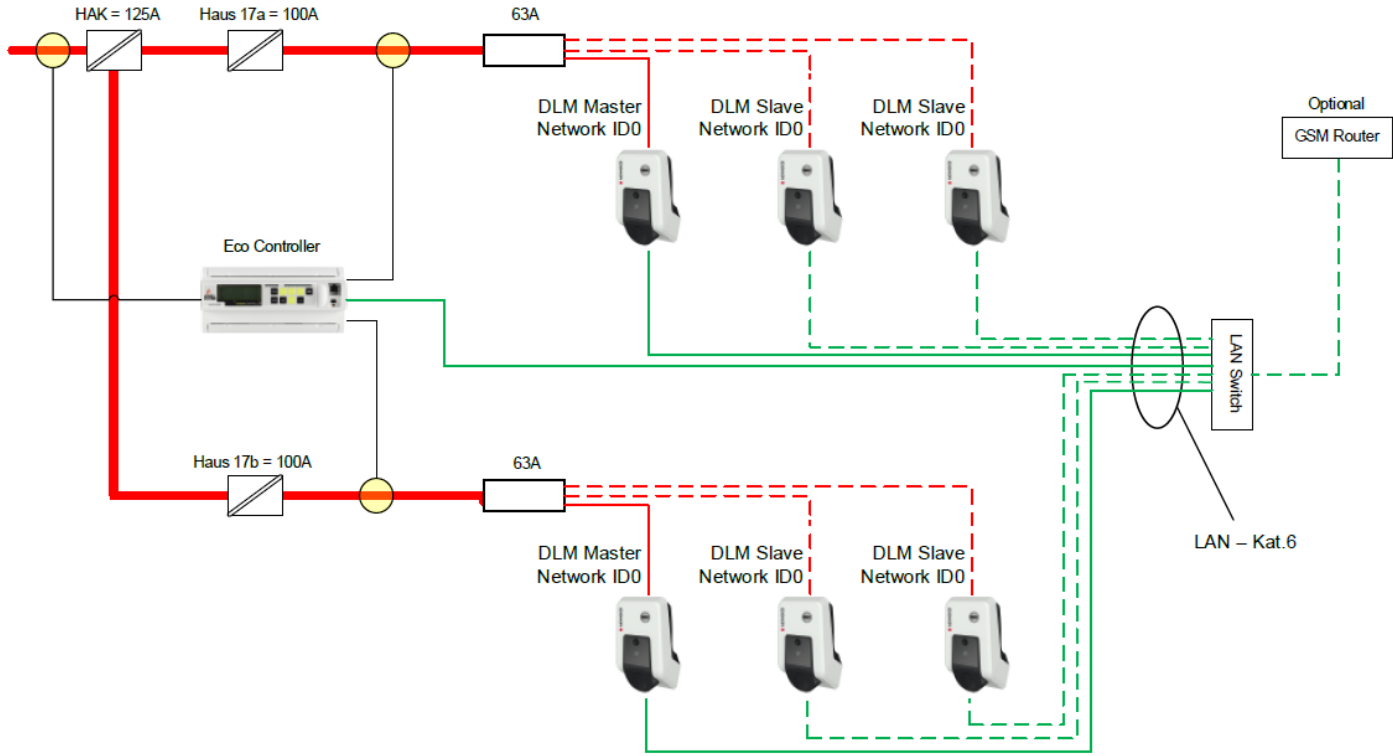 HAK = 125A
Haus 17a = 100A
63A
DLM Master
Network ID0
DLM Slave
Network ID0
DLM Slave
Network ID0
Optional
GSM Router
Eco Controller
LAN Switch
Haus 17b = 100A
63A
LAN – Kat.6
DLM Master
Network ID0
DLM Slave
Network ID0
DLM Slave
Network ID0